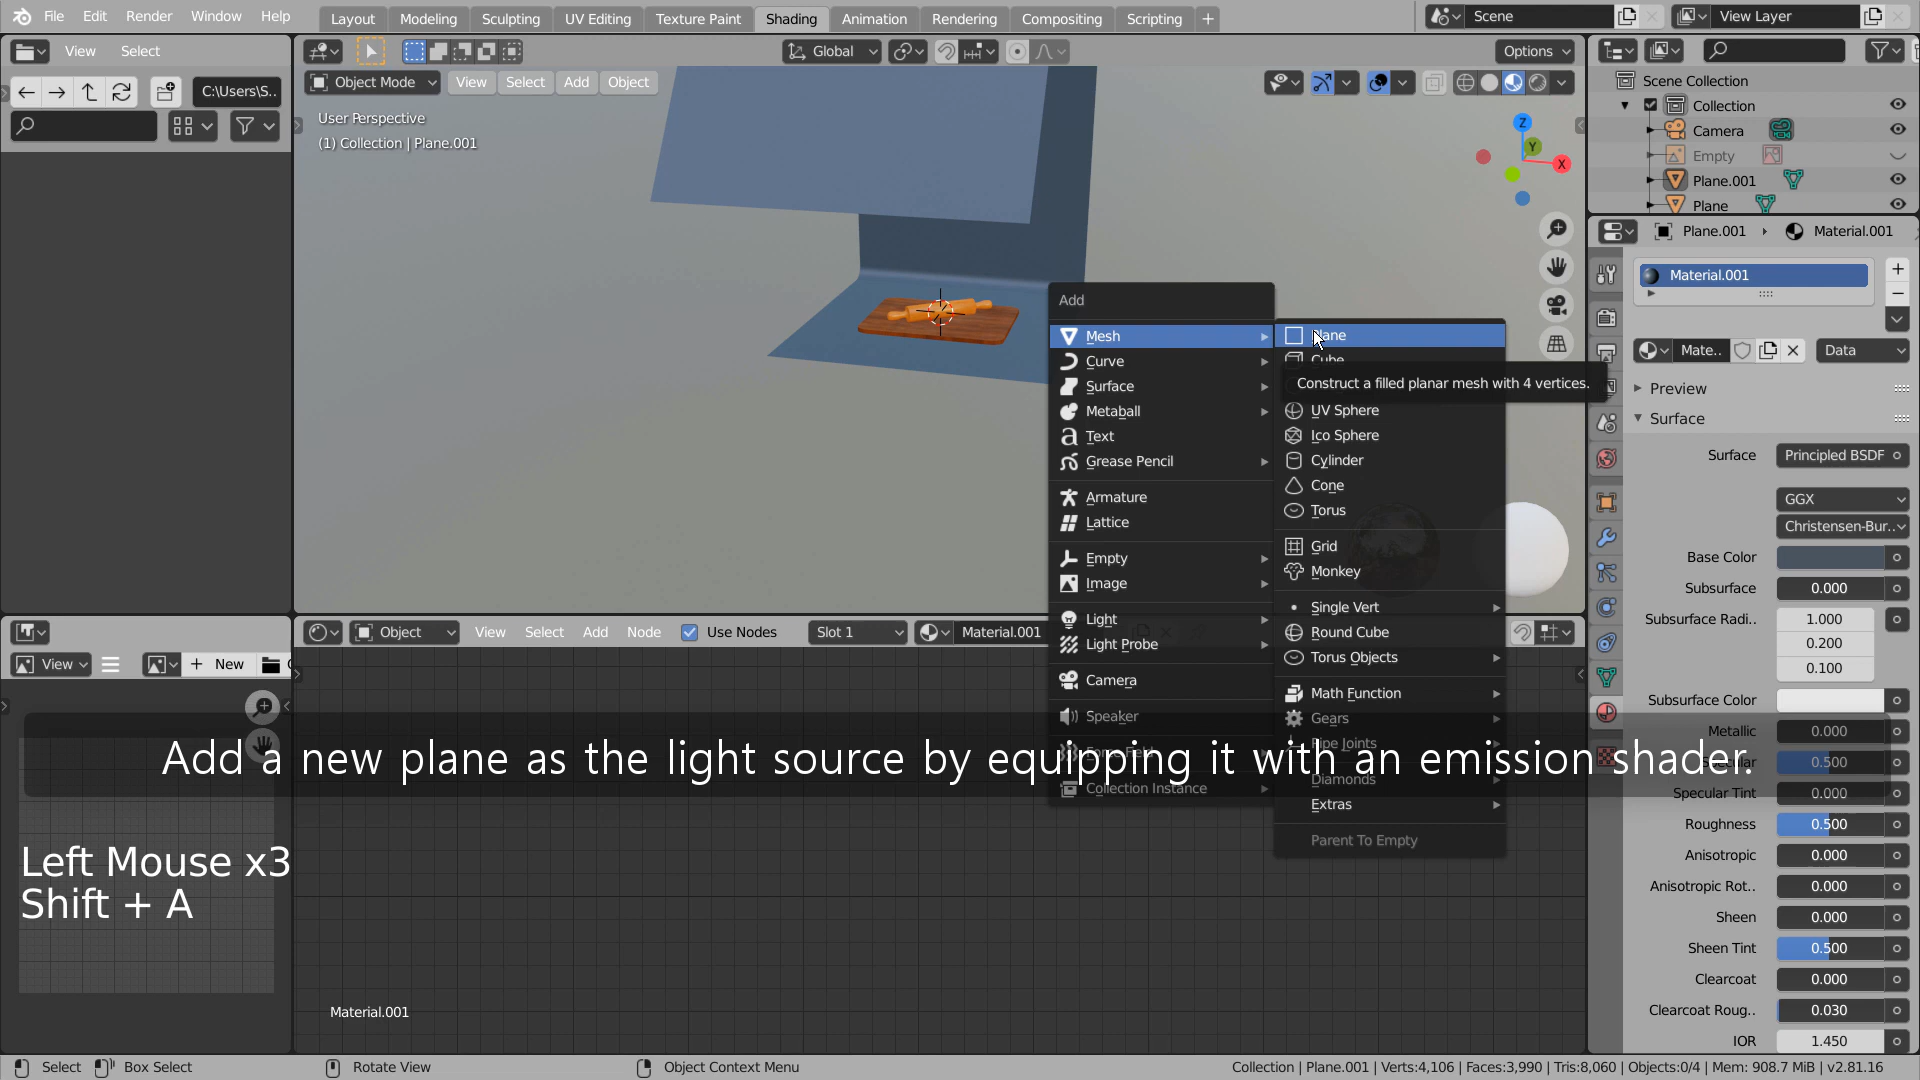 File Edit Render Window Help Layout Modeling Sculpting UV Editing Texture Paint Shading Animation Rendering Compositing Scripting + Scene View Layer
View Select Global Options
C:\Users\S.. Object Mode View Select Add Object
User Perspective
(1) Collection | Plane.001
Z
Y
X
Scene Collection
Collection
Camera
Empty
Plane.001
Plane
Plane.001 Material.001
Material.001
Mate.. Data
Preview
Surface
Surface Principled BSDF
GGX
Christensen-Bur..
Base Color
Subsurface 0.000
Subsurface Radi.. 1.000
0.200
0.100
Subsurface Color
Metallic 0.000
0.500
Specular Tint 0.000
Roughness 0.500
Anisotropic 0.000
Anisotropic Rot.. 0.000
Sheen 0.000
Sheen Tint 0.500
Clearcoat 0.000
Clearcoat Roug.. 0.030
IOR 1.450
Add
Mesh
Curve
Surface
Metaball
Text
Grease Pencil
Armature
Lattice
Empty
Image
Light
Light Probe
Camera
Speaker
Force Field
Collection Instance
Plane
Cube
Construct a filled planar mesh with 4 vertices.
UV Sphere
Ico Sphere
Cylinder
Cone
Torus
Grid
Monkey
Single Vert
Round Cube
Torus Objects
Math Function
Gears
Pipe Joints
Diamonds
Extras
Parent To Empty
Object View Select Add Node Use Nodes Slot 1 Material.001
View New
Add a new plane as the light source by equipping it with an emission shader.
Left Mouse x3
Shift + A
Material.001
Select Box Select Rotate View Object Context Menu Collection | Plane.001 | Verts:4,106 | Faces:3,990 | Tris:8,060 | Objects:0/4 | Mem: 908.7 MiB | v2.81.16